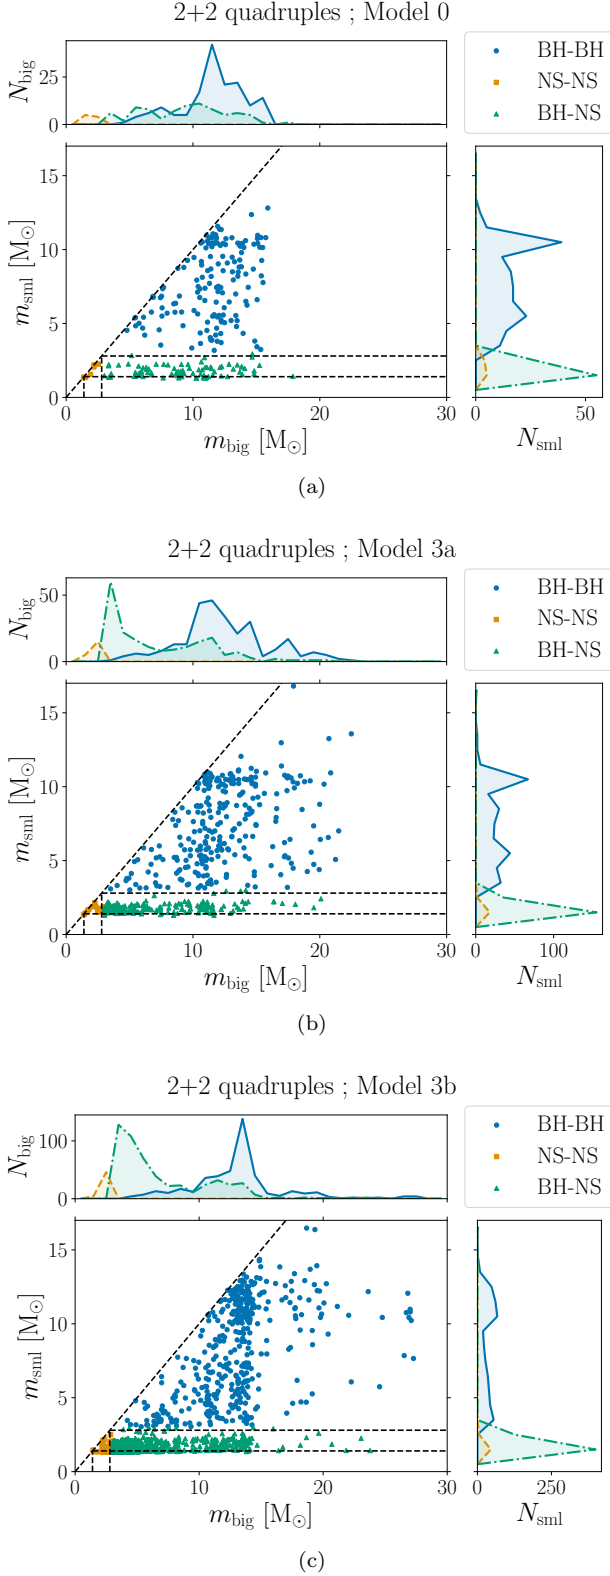 2+2 quadruples ; Model 0
BH-BH
NS-NS
BH-NS
N_big
25
0
m_sml [M_⊙]
15
10
5
0
0 10 20 30
m_big [M_⊙]
0 50
N_sml
(a)
2+2 quadruples ; Model 3a
BH-BH
NS-NS
BH-NS
N_big
50
0
m_sml [M_⊙]
15
10
5
0
0 10 20 30
m_big [M_⊙]
0 100
N_sml
(b)
2+2 quadruples ; Model 3b
BH-BH
NS-NS
BH-NS
N_big
100
0
m_sml [M_⊙]
15
10
5
0
0 10 20 30
m_big [M_⊙]
0 250
N_sml
(c)